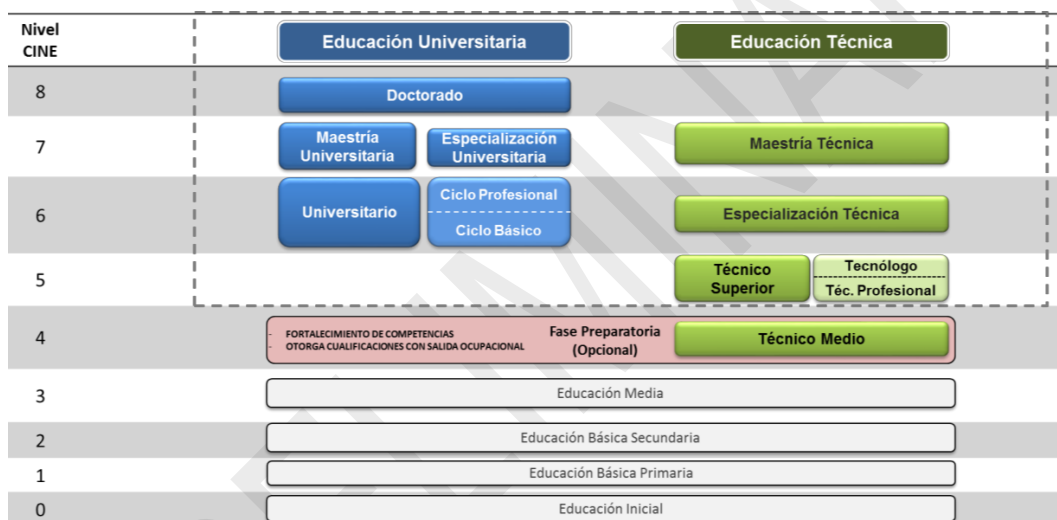 Nivel
CINE
Educación Universitaria
Educación Técnica
8
Doctorado
7
Maestría
Universitaria
Especialización
Universitaria
Maestría Técnica
6
Universitario
Ciclo Profesional
Ciclo Básico
Especialización Técnica
5
Técnico
Superior
Tecnólogo
Téc. Profesional
4
- FORTALECIMIENTO DE COMPETENCIAS
- OTORGA CUALIFICACIONES CON SALIDA OCUPACIONAL
Fase Preparatoria
(Opcional)
Técnico Medio
3
Educación Media
2
Educación Básica Secundaria
1
Educación Básica Primaria
0
Educación Inicial